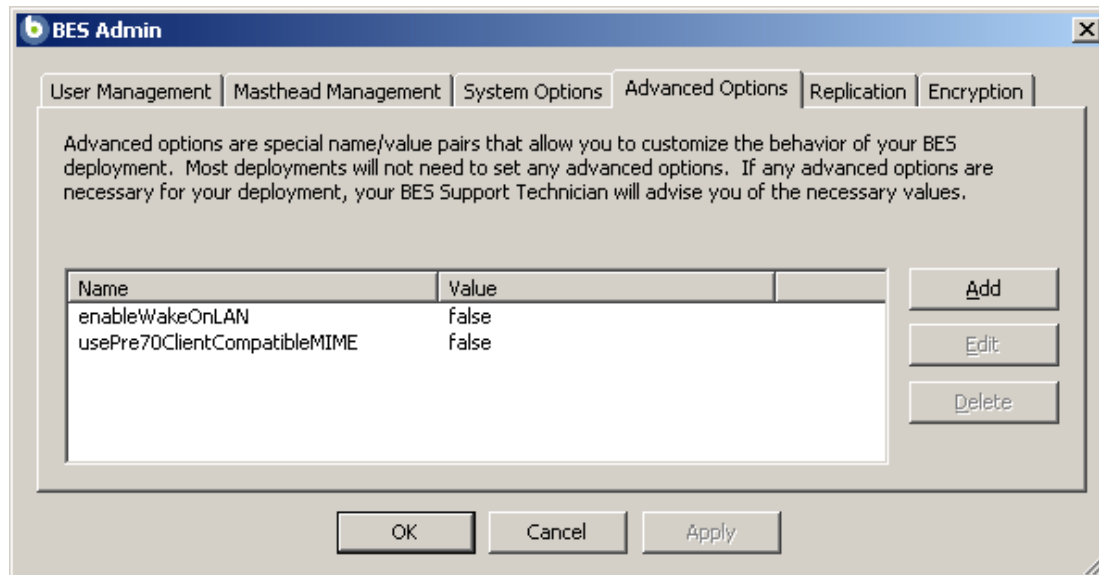 BES Admin
User Management Masthead Management System Options Advanced Options Replication Encryption
Advanced options are special name/value pairs that allow you to customize the behavior of your BES
deployment. Most deployments will not need to set any advanced options. If any advanced options are
necessary for your deployment, your BES Support Technician will advise you of the necessary values.
Name Value
enableWakeOnLAN false
usePre70ClientCompatibleMIME false
Add
Edit
Delete
OK Cancel Apply